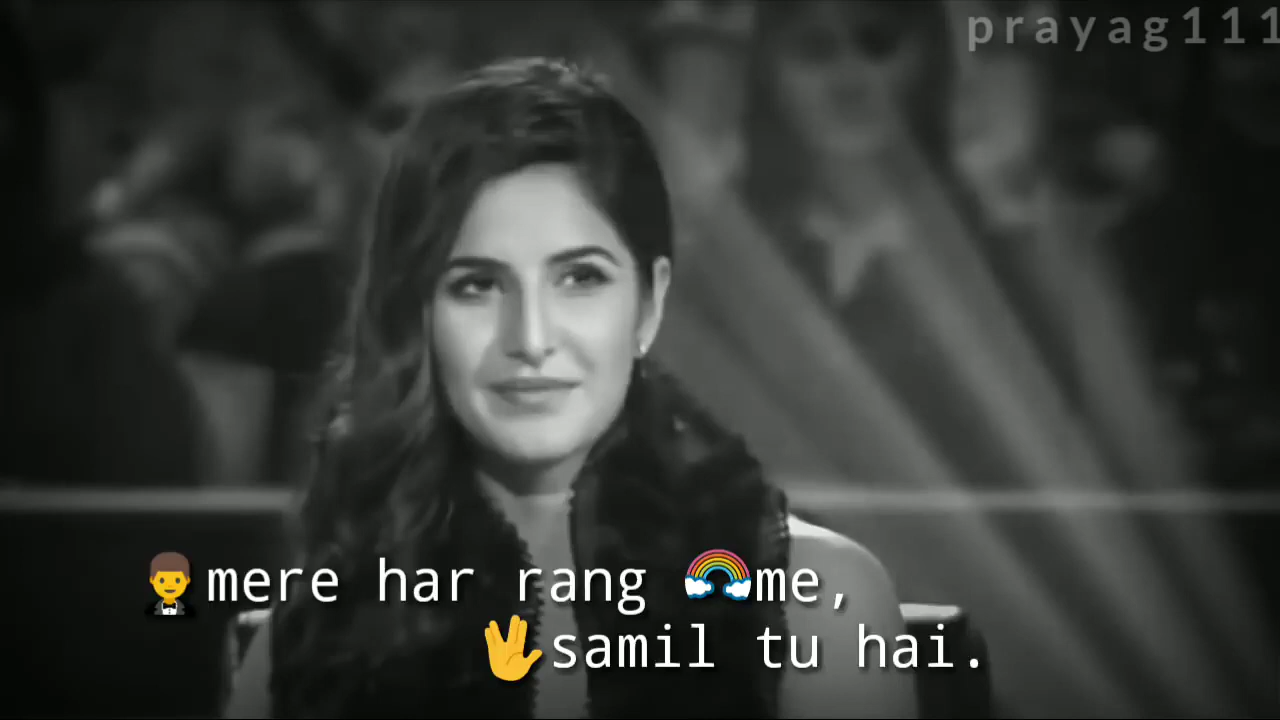 prayag111
🤵‍♂️mere har rang 🌈me,
🖖samil tu hai.